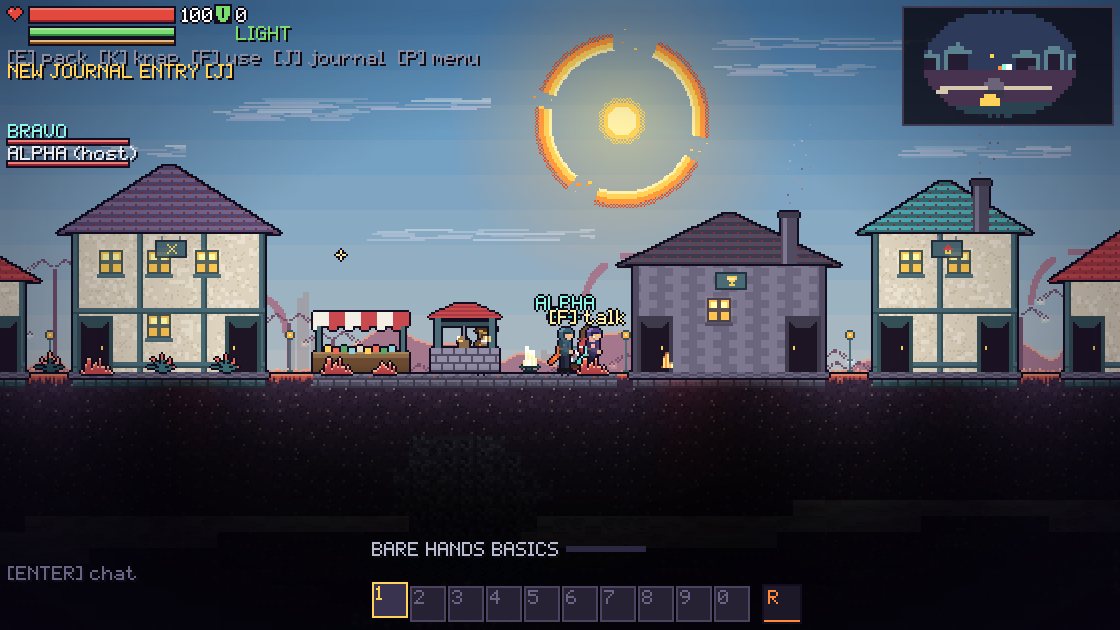 100 0
LIGHT
[E] pack [K] knap [F] use [J] journal [P] menu
NEW JOURNAL ENTRY [J]
BRAVO
ALPHA (host)
ALPHA
[F] talk
BARE HANDS BASICS
[ENTER] chat
1 2 3 4 5 6 7 8 9 0 R